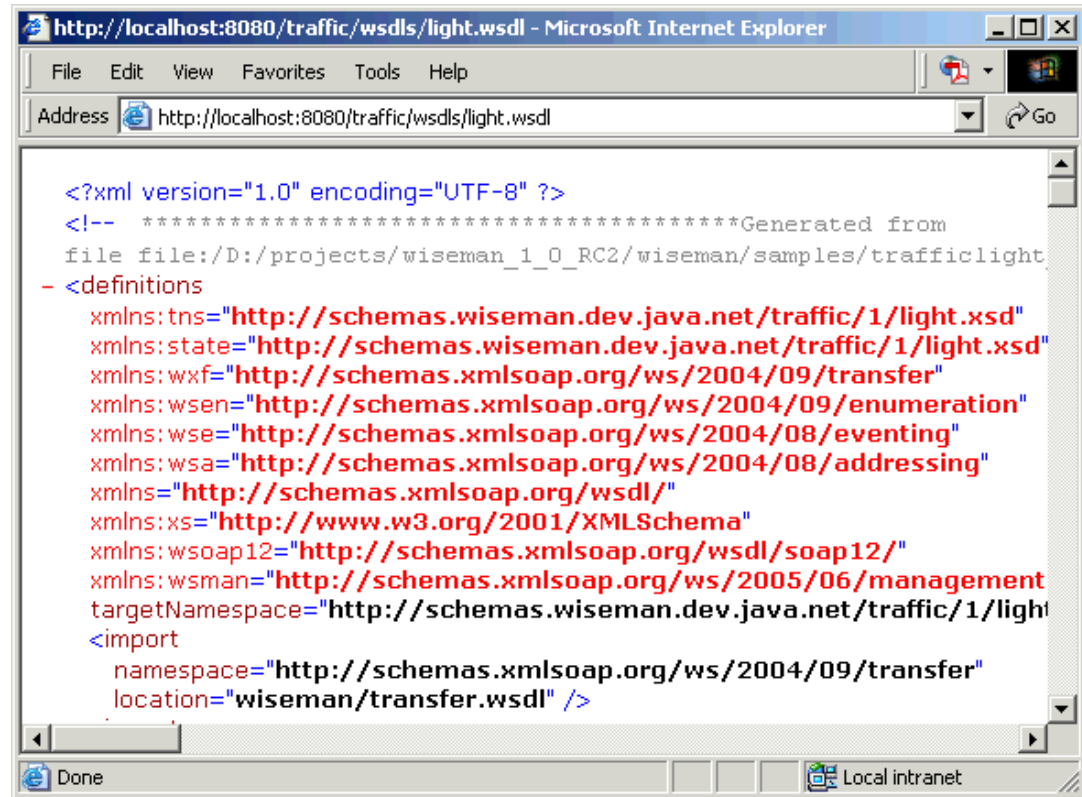 http://localhost:8080/traffic/wsdls/light.wsdl - Microsoft Internet Explorer
File Edit View Favorites Tools Help
Address http://localhost:8080/traffic/wsdls/light.wsdl Go
<?xml version="1.0" encoding="UTF-8" ?>
<!-- *****************************************Generated from
file file:/D:/projects/wiseman_1_0_RC2/wiseman/samples/trafficlight_
- <definitions
xmlns:tns="http://schemas.wiseman.dev.java.net/traffic/1/light.xsd"
xmlns:state="http://schemas.wiseman.dev.java.net/traffic/1/light.xsd"
xmlns:wxf="http://schemas.xmlsoap.org/ws/2004/09/transfer"
xmlns:wsen="http://schemas.xmlsoap.org/ws/2004/09/enumeration"
xmlns:wse="http://schemas.xmlsoap.org/ws/2004/08/eventing"
xmlns:wsa="http://schemas.xmlsoap.org/ws/2004/08/addressing"
xmlns="http://schemas.xmlsoap.org/wsdl/"
xmlns:xs="http://www.w3.org/2001/XMLSchema"
xmlns:wsoap12="http://schemas.xmlsoap.org/wsdl/soap12/"
xmlns:wsman="http://schemas.xmlsoap.org/ws/2005/06/management
targetNamespace="http://schemas.wiseman.dev.java.net/traffic/1/light
<import
namespace="http://schemas.xmlsoap.org/ws/2004/09/transfer"
location="wiseman/transfer.wsdl" />
Done Local intranet